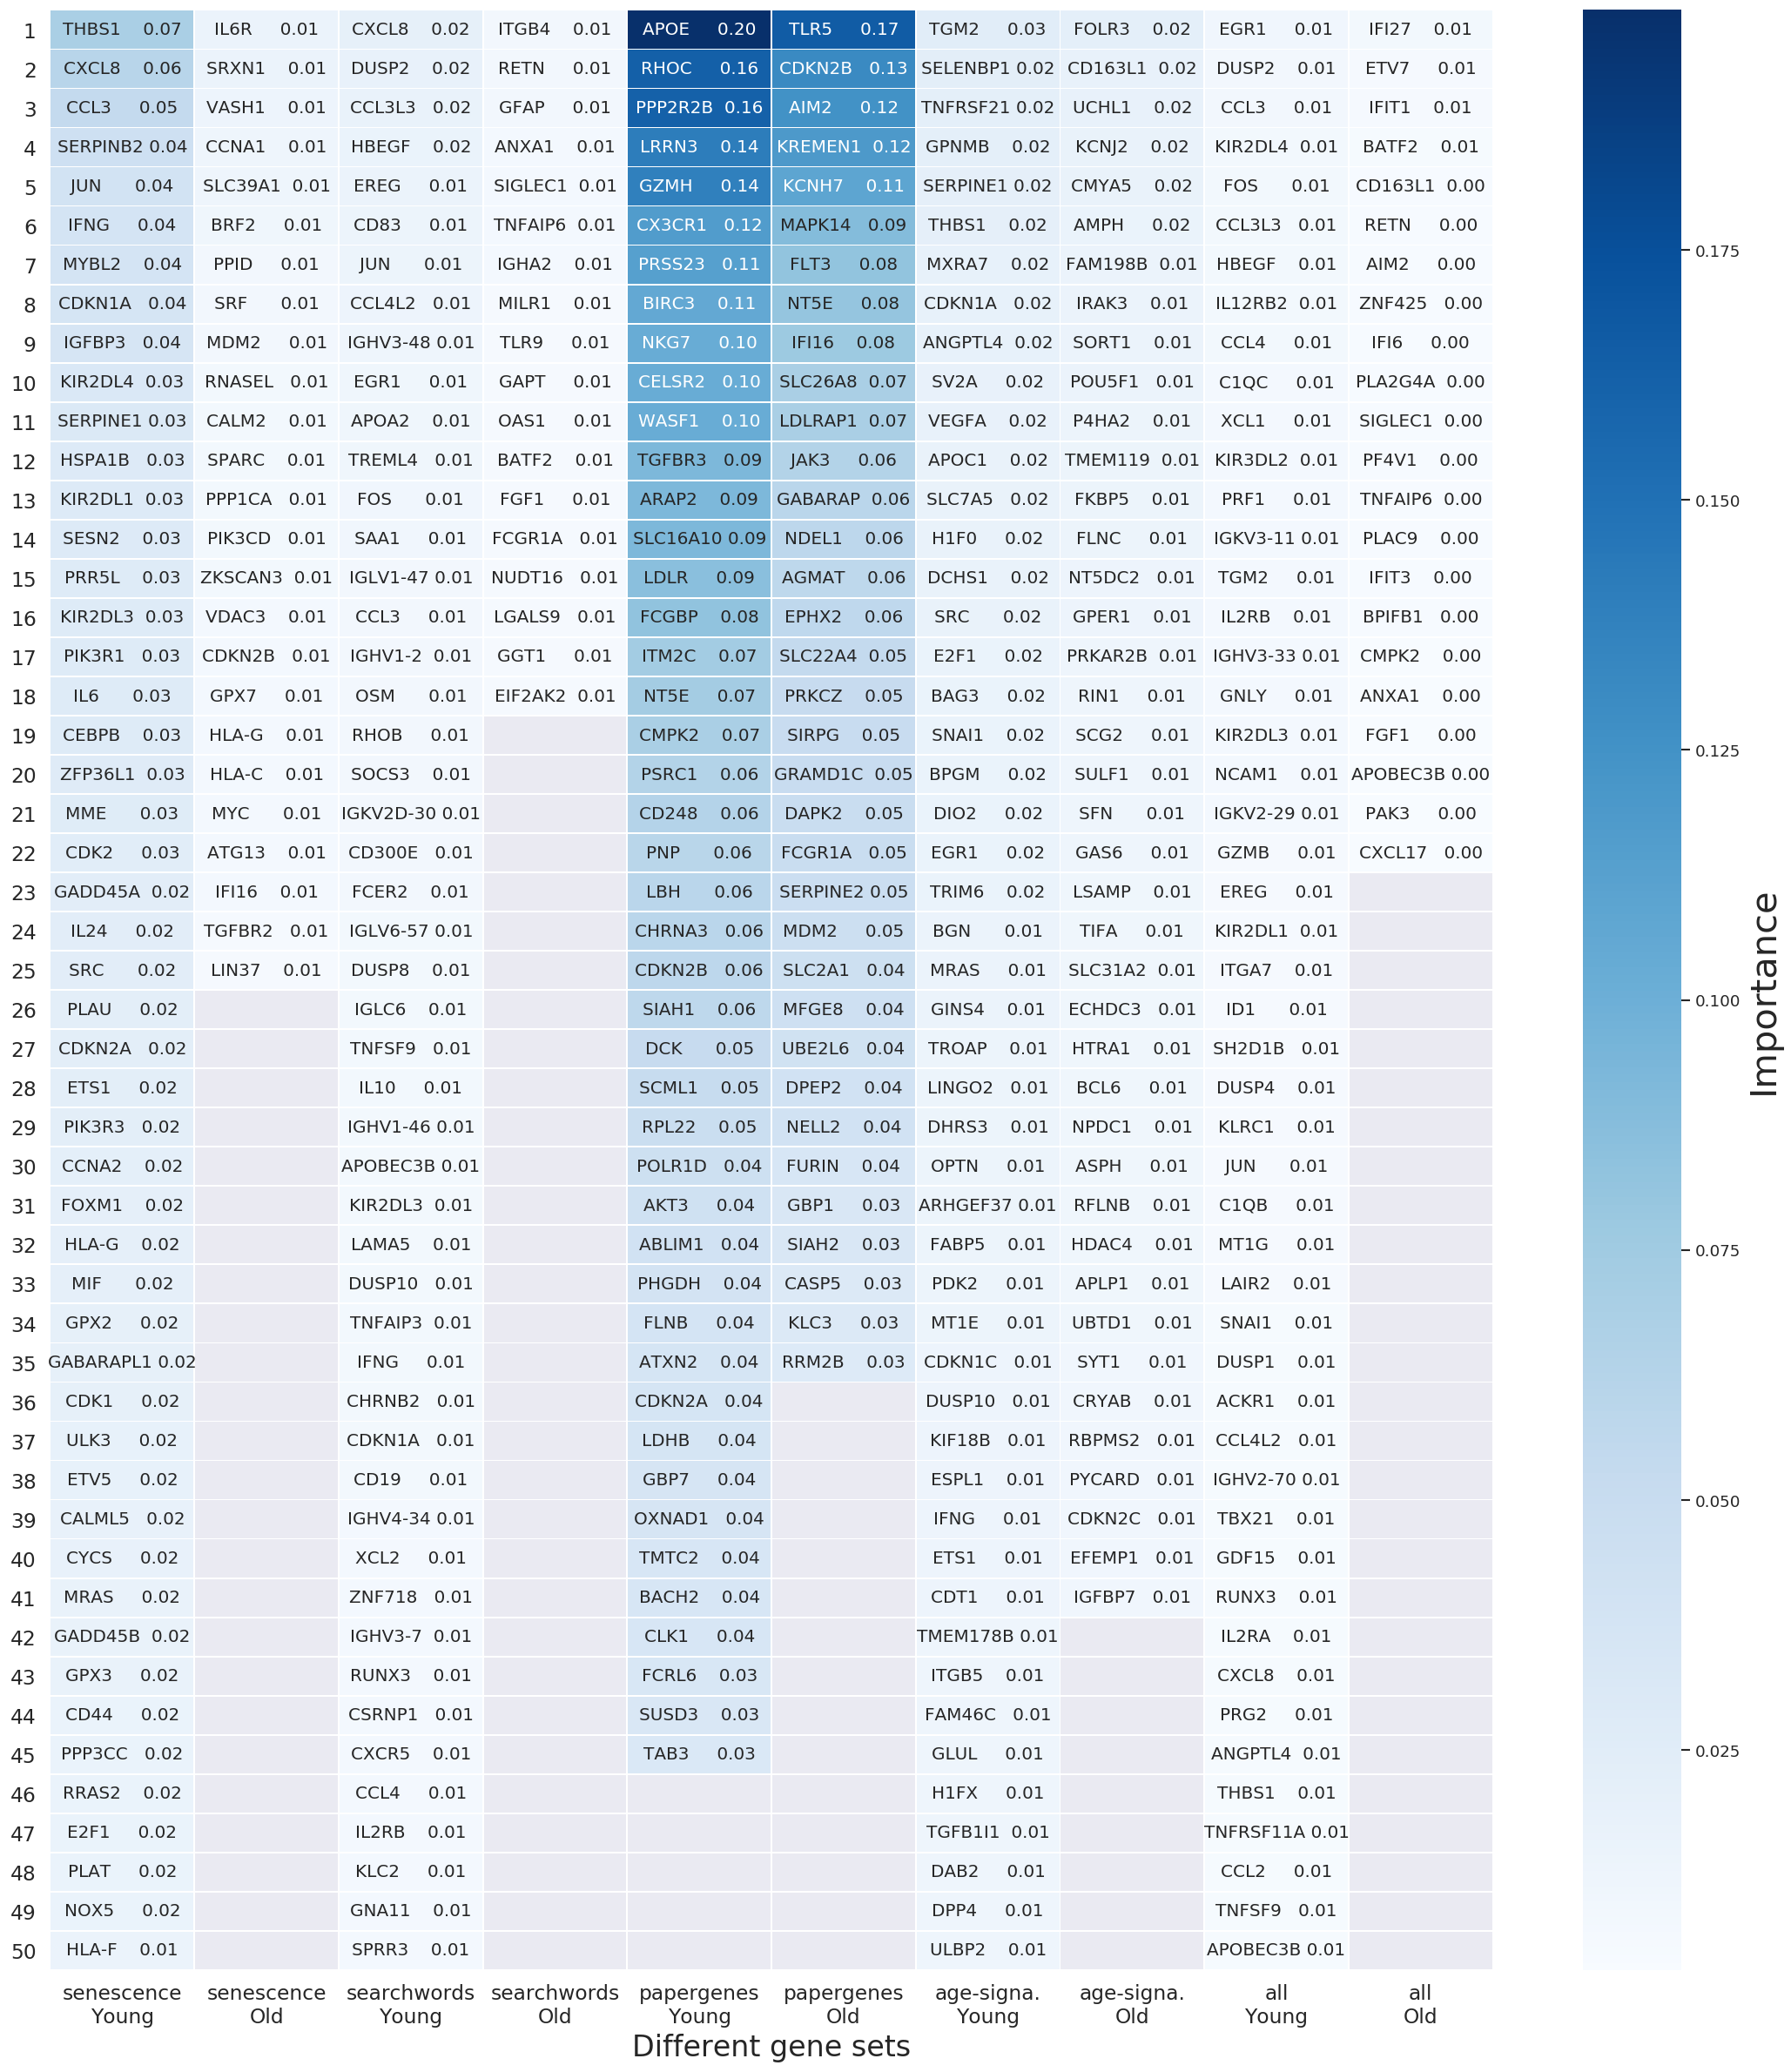 1 THBS1 0.07 IL6R 0.01 CXCL8 0.02 ITGB4 0.01 APOE 0.20 TLR5 0.17 TGM2 0.03 FOLR3 0.02 EGR1 0.01 IFI27 0.01
2 CXCL8 0.06 SRXN1 0.01 DUSP2 0.02 RETN 0.01 RHOC 0.16 CDKN2B 0.13 SELENBP1 0.02 CD163L1 0.02 DUSP2 0.01 ETV7 0.01
3 CCL3 0.05 VASH1 0.01 CCL3L3 0.02 GFAP 0.01 PPP2R2B 0.16 AIM2 0.12 TNFRSF21 0.02 UCHL1 0.02 CCL3 0.01 IFIT1 0.01
4 SERPINB2 0.04 CCNA1 0.01 HBEGF 0.02 ANXA1 0.01 LRRN3 0.14 KREMEN1 0.12 GPNMB 0.02 KCNJ2 0.02 KIR2DL4 0.01 BATF2 0.01
5 JUN 0.04 SLC39A1 0.01 EREG 0.01 SIGLEC1 0.01 GZMH 0.14 KCNH7 0.11 SERPINE1 0.02 CMYA5 0.02 FOS 0.01 CD163L1 0.00
6 IFNG 0.04 BRF2 0.01 CD83 0.01 TNFAIP6 0.01 CX3CR1 0.12 MAPK14 0.09 THBS1 0.02 AMPH 0.02 CCL3L3 0.01 RETN 0.00
7 MYBL2 0.04 PPID 0.01 JUN 0.01 IGHA2 0.01 PRSS23 0.11 FLT3 0.08 MXRA7 0.02 FAM198B 0.01 HBEGF 0.01 AIM2 0.00
8 CDKN1A 0.04 SRF 0.01 CCL4L2 0.01 MILR1 0.01 BIRC3 0.11 NT5E 0.08 CDKN1A 0.02 IRAK3 0.01 IL12RB2 0.01 ZNF425 0.00
9 IGFBP3 0.04 MDM2 0.01 IGHV3-48 0.01 TLR9 0.01 NKG7 0.10 IFI16 0.08 ANGPTL4 0.02 SORT1 0.01 CCL4 0.01 IFI6 0.00
10 KIR2DL4 0.03 RNASEL 0.01 EGR1 0.01 GAPT 0.01 CELSR2 0.10 SLC26A8 0.07 SV2A 0.02 POU5F1 0.01 C1QC 0.01 PLA2G4A 0.00
11 SERPINE1 0.03 CALM2 0.01 APOA2 0.01 OAS1 0.01 WASF1 0.10 LDLRAP1 0.07 VEGFA 0.02 P4HA2 0.01 XCL1 0.01 SIGLEC1 0.00
12 HSPA1B 0.03 SPARC 0.01 TREML4 0.01 BATF2 0.01 TGFBR3 0.09 JAK3 0.06 APOC1 0.02 TMEM119 0.01 KIR3DL2 0.01 PF4V1 0.00
13 KIR2DL1 0.03 PPP1CA 0.01 FOS 0.01 FGF1 0.01 ARAP2 0.09 GABARAP 0.06 SLC7A5 0.02 FKBP5 0.01 PRF1 0.01 TNFAIP6 0.00
14 SESN2 0.03 PIK3CD 0.01 SAA1 0.01 FCGR1A 0.01 SLC16A10 0.09 NDEL1 0.06 H1F0 0.02 FLNC 0.01 IGKV3-11 0.01 PLAC9 0.00
15 PRR5L 0.03 ZKSCAN3 0.01 IGLV1-47 0.01 NUDT16 0.01 LDLR 0.09 AGMAT 0.06 DCHS1 0.02 NT5DC2 0.01 TGM2 0.01 IFIT3 0.00
16 KIR2DL3 0.03 VDAC3 0.01 CCL3 0.01 LGALS9 0.01 FCGBP 0.08 EPHX2 0.06 SRC 0.02 GPER1 0.01 IL2RB 0.01 BPIFB1 0.00
17 PIK3R1 0.03 CDKN2B 0.01 IGHV1-2 0.01 GGT1 0.01 ITM2C 0.07 SLC22A4 0.05 E2F1 0.02 PRKAR2B 0.01 IGHV3-33 0.01 CMPK2 0.00
18 IL6 0.03 GPX7 0.01 OSM 0.01 EIF2AK2 0.01 NT5E 0.07 PRKCZ 0.05 BAG3 0.02 RIN1 0.01 GNLY 0.01 ANXA1 0.00
19 CEBPB 0.03 HLA-G 0.01 RHOB 0.01 CMPK2 0.07 SIRPG 0.05 SNAI1 0.02 SCG2 0.01 KIR2DL3 0.01 FGF1 0.00
20 ZFP36L1 0.03 HLA-C 0.01 SOCS3 0.01 PSRC1 0.06 GRAMD1C 0.05 BPGM 0.02 SULF1 0.01 NCAM1 0.01 APOBEC3B 0.00
21 MME 0.03 MYC 0.01 IGKV2D-30 0.01 CD248 0.06 DAPK2 0.05 DIO2 0.02 SFN 0.01 IGKV2-29 0.01 PAK3 0.00
22 CDK2 0.03 ATG13 0.01 CD300E 0.01 PNP 0.06 FCGR1A 0.05 EGR1 0.02 GAS6 0.01 GZMB 0.01 CXCL17 0.00
23 GADD45A 0.02 IFI16 0.01 FCER2 0.01 LBH 0.06 SERPINE2 0.05 TRIM6 0.02 LSAMP 0.01 EREG 0.01
24 IL24 0.02 TGFBR2 0.01 IGLV6-57 0.01 CHRNA3 0.06 MDM2 0.05 BGN 0.01 TIFA 0.01 KIR2DL1 0.01
25 SRC 0.02 LIN37 0.01 DUSP8 0.01 CDKN2B 0.06 SLC2A1 0.04 MRAS 0.01 SLC31A2 0.01 ITGA7 0.01
26 PLAU 0.02 IGLC6 0.01 SIAH1 0.06 MFGE8 0.04 GINS4 0.01 ECHDC3 0.01 ID1 0.01
27 CDKN2A 0.02 TNFSF9 0.01 DCK 0.05 UBE2L6 0.04 TROAP 0.01 HTRA1 0.01 SH2D1B 0.01
28 ETS1 0.02 IL10 0.01 SCML1 0.05 DPEP2 0.04 LINGO2 0.01 BCL6 0.01 DUSP4 0.01
29 PIK3R3 0.02 IGHV1-46 0.01 RPL22 0.05 NELL2 0.04 DHRS3 0.01 NPDC1 0.01 KLRC1 0.01
30 CCNA2 0.02 APOBEC3B 0.01 POLR1D 0.04 FURIN 0.04 OPTN 0.01 ASPH 0.01 JUN 0.01
31 FOXM1 0.02 KIR2DL3 0.01 AKT3 0.04 GBP1 0.03 ARHGEF37 0.01 RFLNB 0.01 C1QB 0.01
32 HLA-G 0.02 LAMA5 0.01 ABLIM1 0.04 SIAH2 0.03 FABP5 0.01 HDAC4 0.01 MT1G 0.01
33 MIF 0.02 DUSP10 0.01 PHGDH 0.04 CASP5 0.03 PDK2 0.01 APLP1 0.01 LAIR2 0.01
34 GPX2 0.02 TNFAIP3 0.01 FLNB 0.04 KLC3 0.03 MT1E 0.01 UBTD1 0.01 SNAI1 0.01
35 GABARAPL1 0.02 IFNG 0.01 ATXN2 0.04 RRM2B 0.03 CDKN1C 0.01 SYT1 0.01 DUSP1 0.01
36 CDK1 0.02 CHRNB2 0.01 CDKN2A 0.04 DUSP10 0.01 CRYAB 0.01 ACKR1 0.01
37 ULK3 0.02 CDKN1A 0.01 LDHB 0.04 KIF18B 0.01 RBPMS2 0.01 CCL4L2 0.01
38 ETV5 0.02 CD19 0.01 GBP7 0.04 ESPL1 0.01 PYCARD 0.01 IGHV2-70 0.01
39 CALML5 0.02 IGHV4-34 0.01 OXNAD1 0.04 IFNG 0.01 CDKN2C 0.01 TBX21 0.01
40 CYCS 0.02 XCL2 0.01 TMTC2 0.04 ETS1 0.01 EFEMP1 0.01 GDF15 0.01
41 MRAS 0.02 ZNF718 0.01 BACH2 0.04 CDT1 0.01 IGFBP7 0.01 RUNX3 0.01
42 GADD45B 0.02 IGHV3-7 0.01 CLK1 0.04 TMEM178B 0.01 IL2RA 0.01
43 GPX3 0.02 RUNX3 0.01 FCRL6 0.03 ITGB5 0.01 CXCL8 0.01
44 CD44 0.02 CSRNP1 0.01 SUSD3 0.03 FAM46C 0.01 PRG2 0.01
45 PPP3CC 0.02 CXCR5 0.01 TAB3 0.03 GLUL 0.01 ANGPTL4 0.01
46 RRAS2 0.02 CCL4 0.01 H1FX 0.01 THBS1 0.01
47 E2F1 0.02 IL2RB 0.01 TGFB1I1 0.01 TNFRSF11A 0.01
48 PLAT 0.02 KLC2 0.01 DAB2 0.01 CCL2 0.01
49 NOX5 0.02 GNA11 0.01 DPP4 0.01 TNFSF9 0.01
50 HLA-F 0.01 SPRR3 0.01 ULBP2 0.01 APOBEC3B 0.01
senescence senescence searchwords searchwords papergenes papergenes age-signa. age-signa. all all
Young Old Young Old Young Old Young Old Young Old
Different gene sets
0.175
0.150
0.125
0.100
0.075
0.050
0.025
Importance